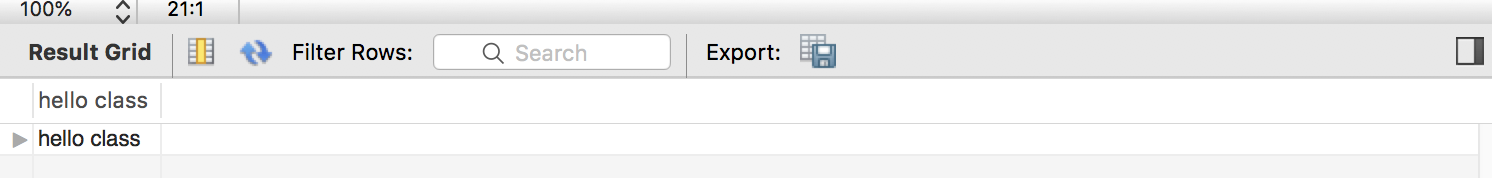 100% 21:1
Result Grid Filter Rows: Search Export:
hello class
hello class